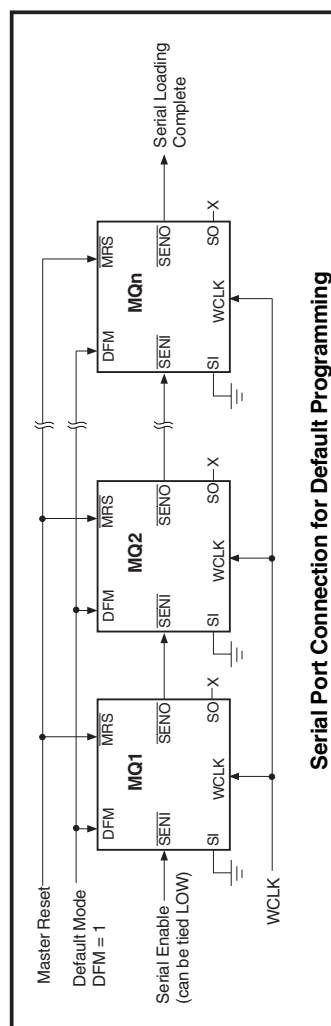 Master Reset
Default Mode
DFM = 1
DFM
MRS
DFM
MRS
DFM
MRS
MQ1
MQ2
MQn
Serial Enable
(can be tied LOW)
SENI
SENO
SENI
SENO
SENI
SENO
Serial Loading
Complete
SI
WCLK
SO
X
SI
WCLK
SO
X
SI
WCLK
SO
X
WCLK
Serial Port Connection for Default Programming